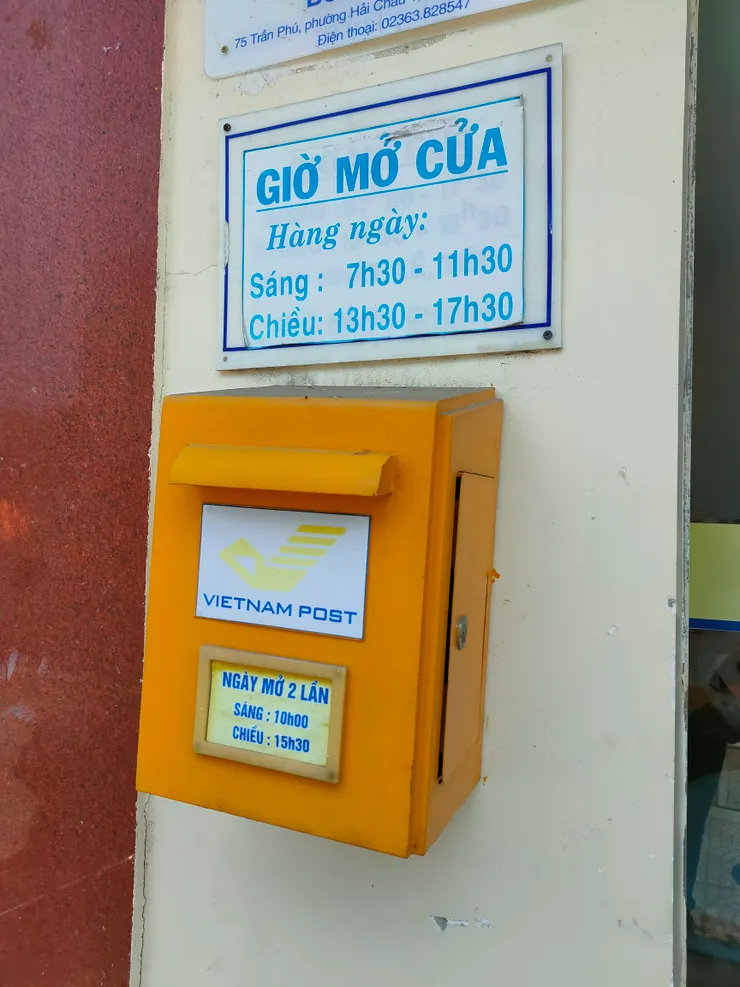 75 Trần Phú, phường Hải Châu
Điện thoại: 02363.828547
GIỜ MỞ CỬA
Hàng ngày:
Sáng : 7h30 - 11h30
Chiều: 13h30 - 17h30
VIETNAM POST
NGÀY MỞ 2 LẦN
SÁNG : 10h00
CHIỀU : 15h30